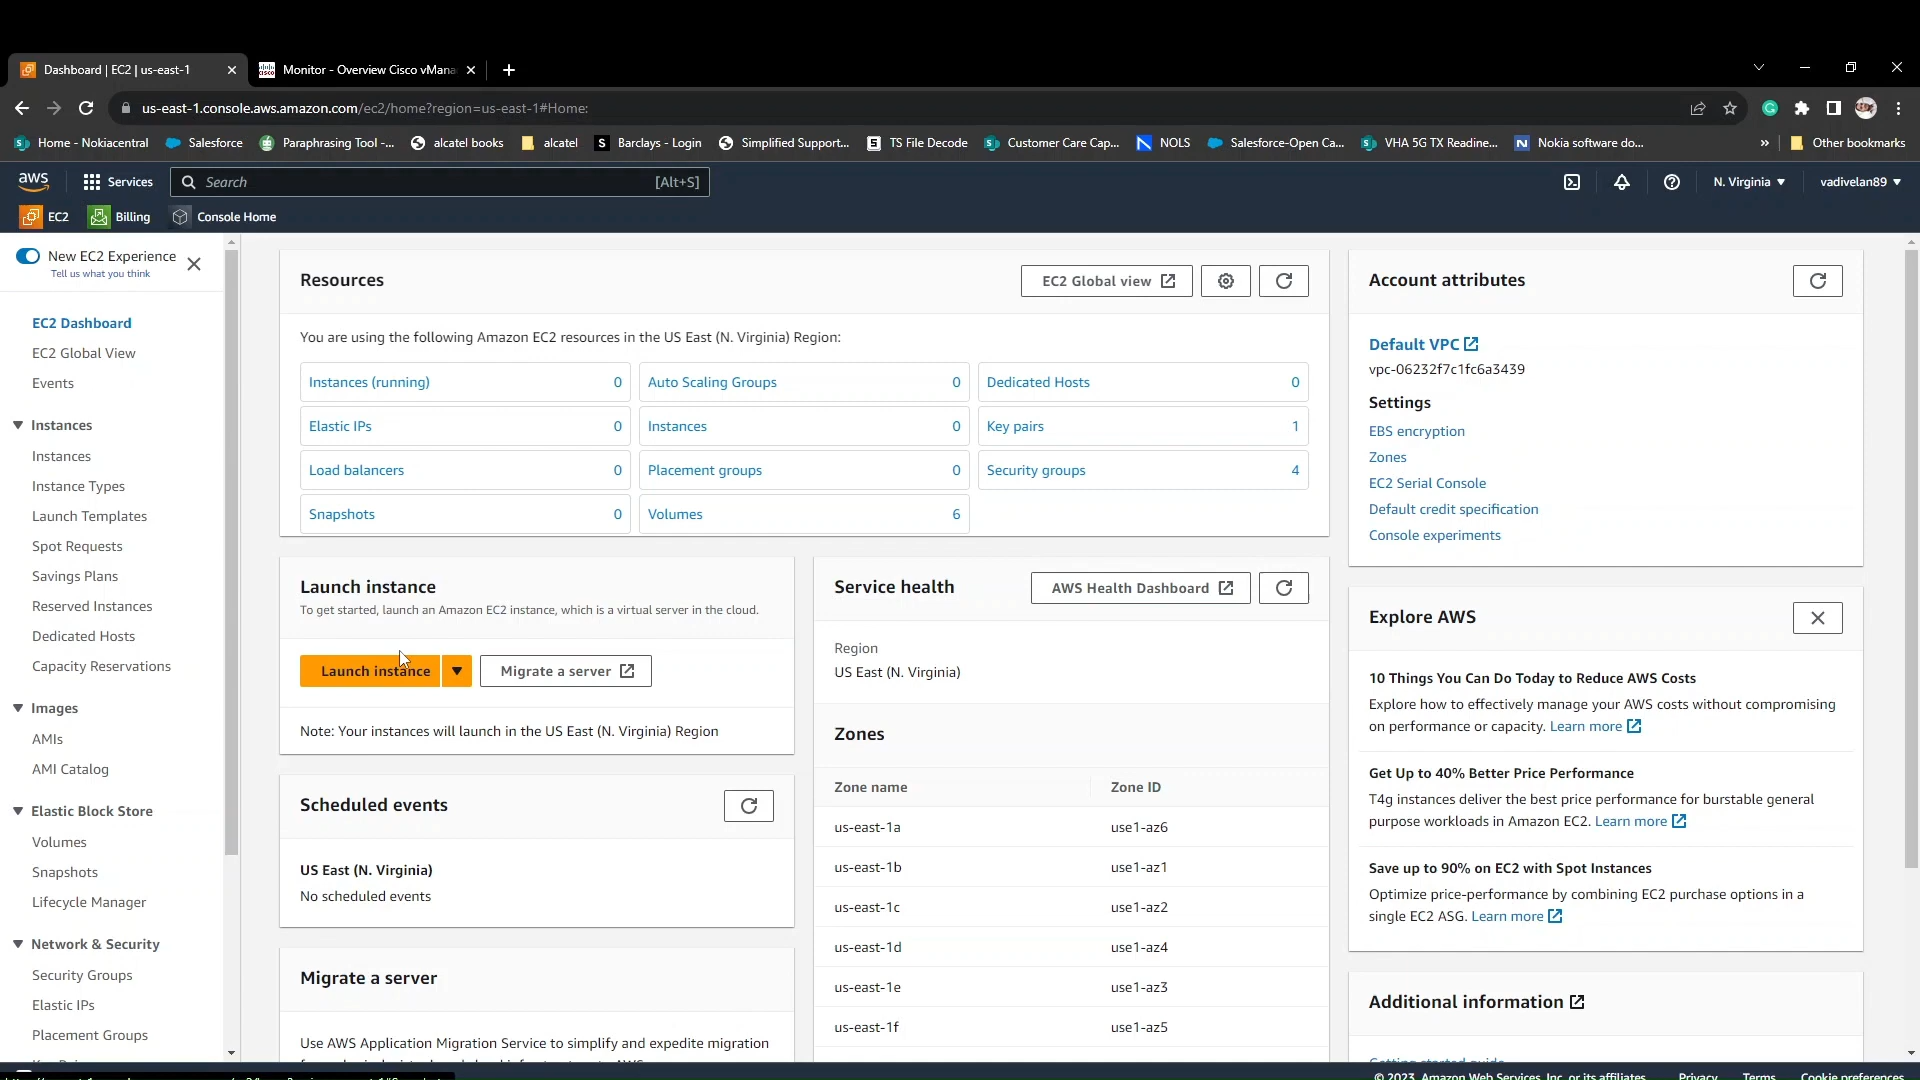 Dashboard | EC2 | us-east-1
Monitor - Overview Cisco vMana
us-east-1.console.aws.amazon.com/ec2/home?region=us-east-1#Home:
Home - Nokiacentral
Salesforce
Paraphrasing Tool -...
alcatel books
alcatel
Barclays - Login
Simplified Support...
TS File Decode
Customer Care Cap...
NOLS
Salesforce-Open Ca...
VHA 5G TX Readine...
Nokia software do...
»
Other bookmarks
aws
Services
Search
[Alt+S]
N. Virginia
vadivelan89
EC2
Billing
Console Home
New EC2 Experience
Tell us what you think
EC2 Dashboard
EC2 Global View
Events
Instances
Instances
Instance Types
Launch Templates
Spot Requests
Savings Plans
Reserved Instances
Dedicated Hosts
Capacity Reservations
Images
AMIs
AMI Catalog
Elastic Block Store
Volumes
Snapshots
Lifecycle Manager
Network & Security
Security Groups
Elastic IPs
Placement Groups
Resources
EC2 Global view
You are using the following Amazon EC2 resources in the US East (N. Virginia) Region:
Instances (running) 0
Auto Scaling Groups 0
Dedicated Hosts 0
Elastic IPs 0
Instances 0
Key pairs 1
Load balancers 0
Placement groups 0
Security groups 4
Snapshots 0
Volumes 6
Launch instance
To get started, launch an Amazon EC2 instance, which is a virtual server in the cloud.
Launch instance
Migrate a server
Note: Your instances will launch in the US East (N. Virginia) Region
Scheduled events
US East (N. Virginia)
No scheduled events
Migrate a server
Use AWS Application Migration Service to simplify and expedite migration
Service health
AWS Health Dashboard
Region
US East (N. Virginia)
Zones
Zone name Zone ID
us-east-1a use1-az6
us-east-1b use1-az1
us-east-1c use1-az2
us-east-1d use1-az4
us-east-1e use1-az3
us-east-1f use1-az5
Account attributes
Default VPC
vpc-06232f7c1fc6a3439
Settings
EBS encryption
Zones
EC2 Serial Console
Default credit specification
Console experiments
Explore AWS
10 Things You Can Do Today to Reduce AWS Costs
Explore how to effectively manage your AWS costs without compromising
on performance or capacity. Learn more
Get Up to 40% Better Price Performance
T4g instances deliver the best price performance for burstable general
purpose workloads in Amazon EC2. Learn more
Save up to 90% on EC2 with Spot Instances
Optimize price-performance by combining EC2 purchase options in a
single EC2 ASG. Learn more
Additional information
© 2023, Amazon Web Services, Inc. or its affiliates. Privacy Terms Cookie preferences